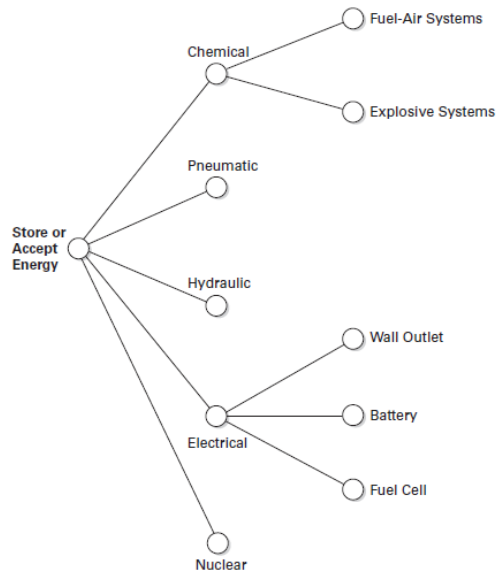 Fuel-Air Systems
Chemical
Explosive Systems
Pneumatic
Store or
Accept
Energy
Hydraulic
Wall Outlet
Battery
Electrical
Fuel Cell
Nuclear